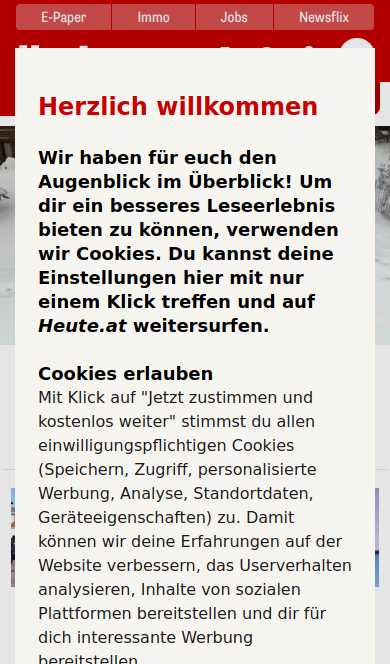 E-Paper Immo Jobs Newsflix
Herzlich willkommen
Wir haben für euch den
Augenblick im Überblick! Um
dir ein besseres Leseerlebnis
bieten zu können, verwenden
wir Cookies. Du kannst deine
Einstellungen hier mit nur
einem Klick treffen und auf
Heute.at weitersurfen.
Cookies erlauben
Mit Klick auf "Jetzt zustimmen und
kostenlos weiter" stimmst du allen
einwilligungspflichtigen Cookies
(Speichern, Zugriff, personalisierte
Werbung, Analyse, Standortdaten,
Geräteeigenschaften) zu. Damit
können wir deine Erfahrungen auf der
Website verbessern, das Userverhalten
analysieren, Inhalte von sozialen
Plattformen bereitstellen und dir für
dich interessante Werbung
bereitstellen